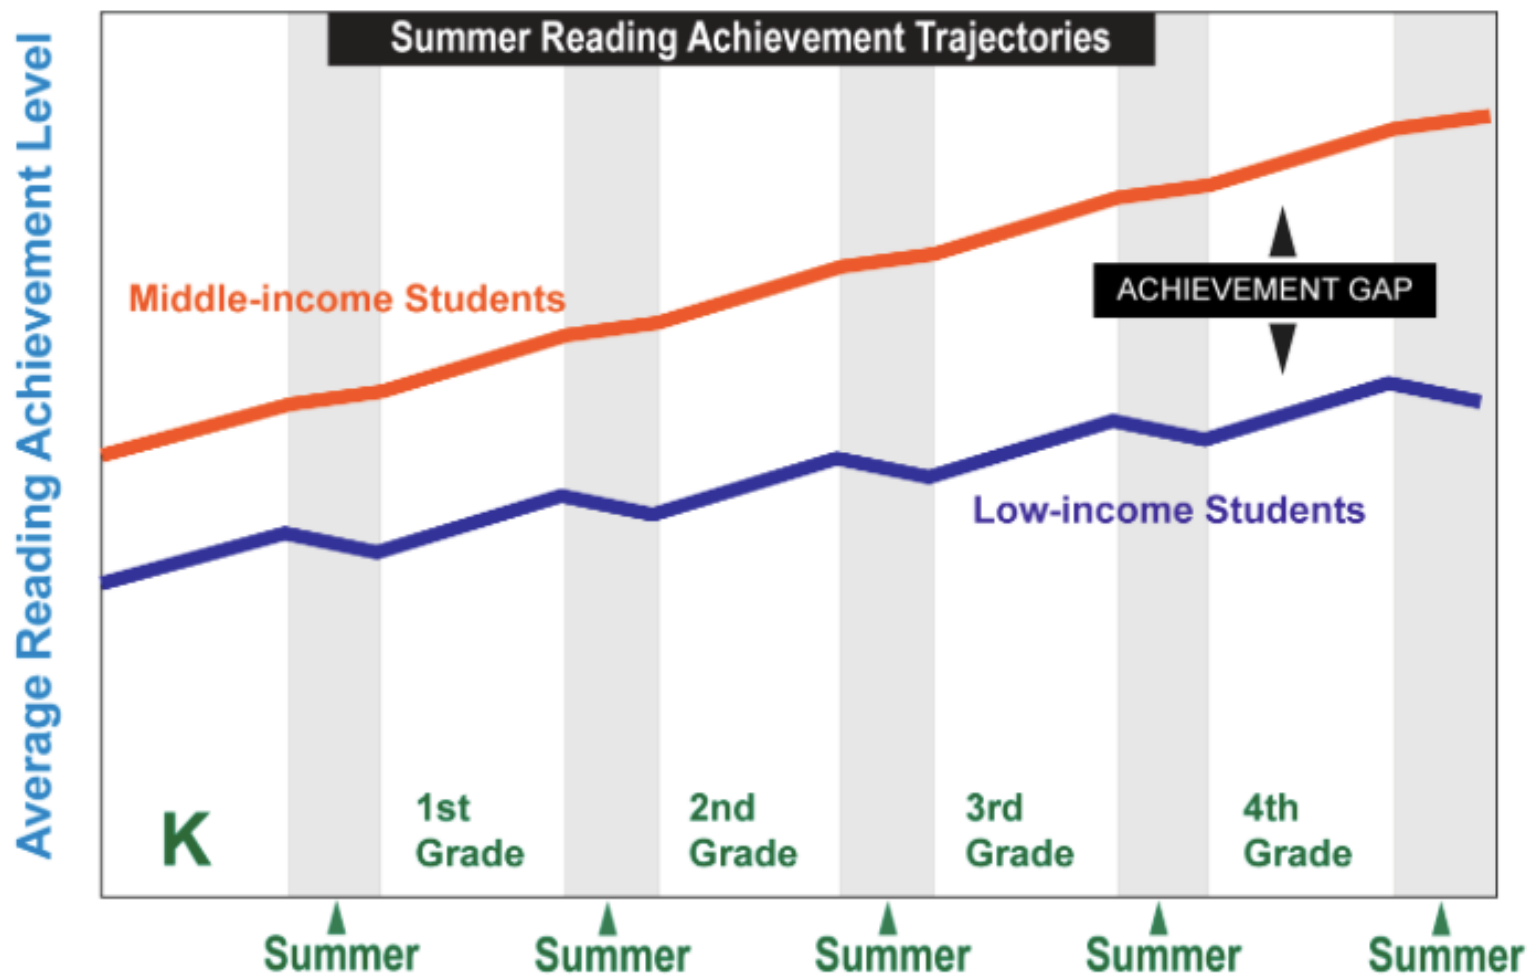 Summer Reading Achievement Trajectories
Average Reading Achievement Level
Middle-income Students
ACHIEVEMENT GAP
Low-income Students
K
1st
Grade
2nd
Grade
3rd
Grade
4th
Grade
Summer
Summer
Summer
Summer
Summer